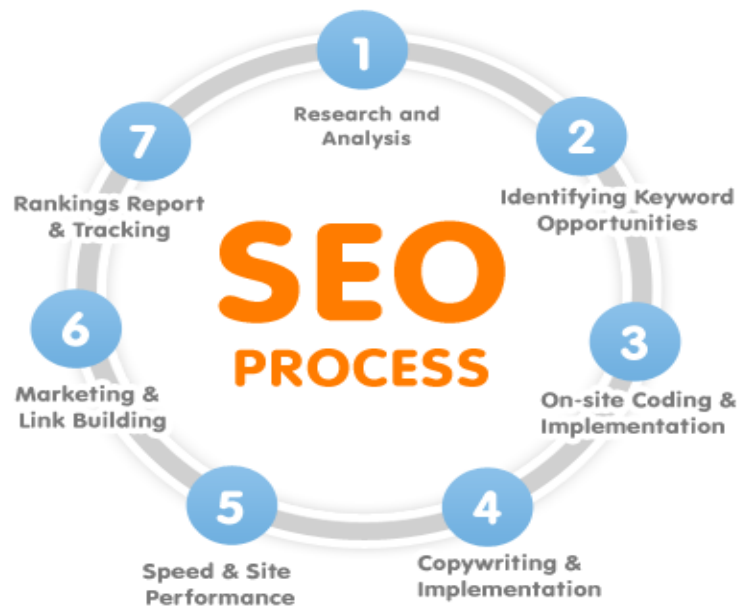 1
Research and
Analysis
2
Identifying Keyword
Opportunities
3
On-site Coding &
Implementation
4
Copywriting &
Implementation
5
Speed & Site
Performance
6
Marketing &
Link Building
7
Rankings Report
& Tracking
SEO
PROCESS